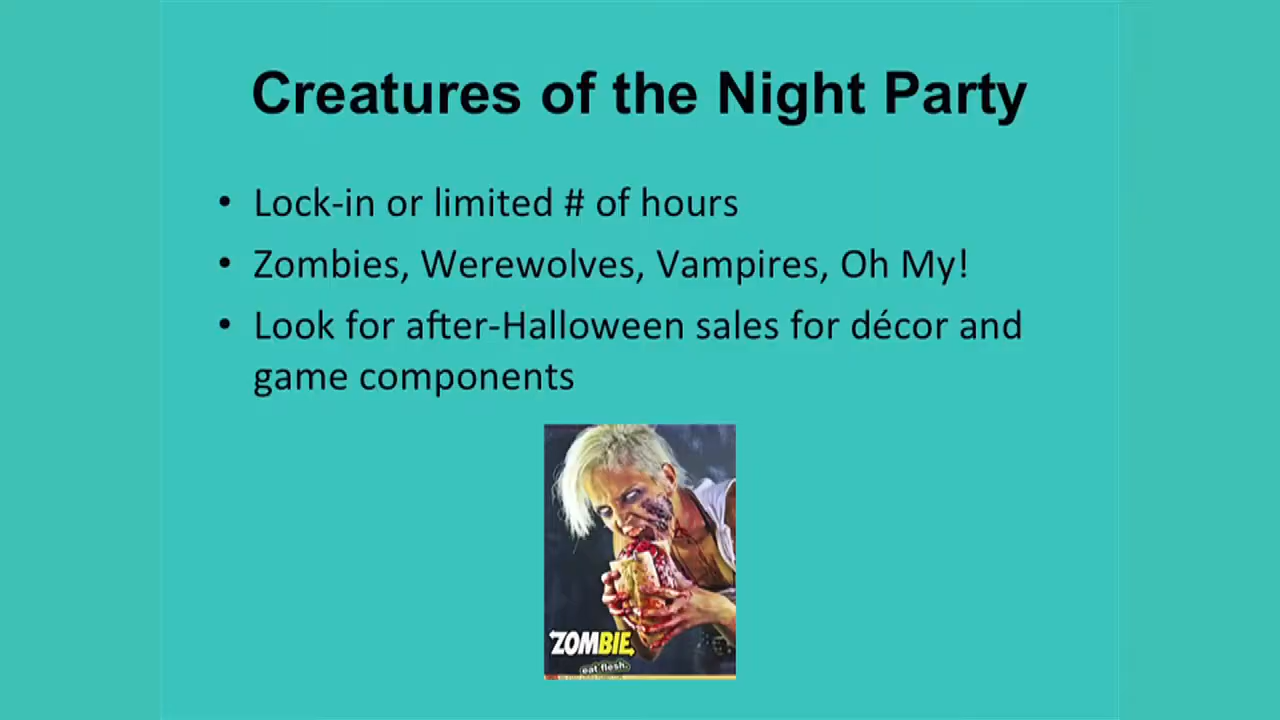 Creatures of the Night Party
• Lock-in or limited # of hours
• Zombies, Werewolves, Vampires, Oh My!
• Look for after-Halloween sales for décor and
game components
ZOMBIE
eat flesh.